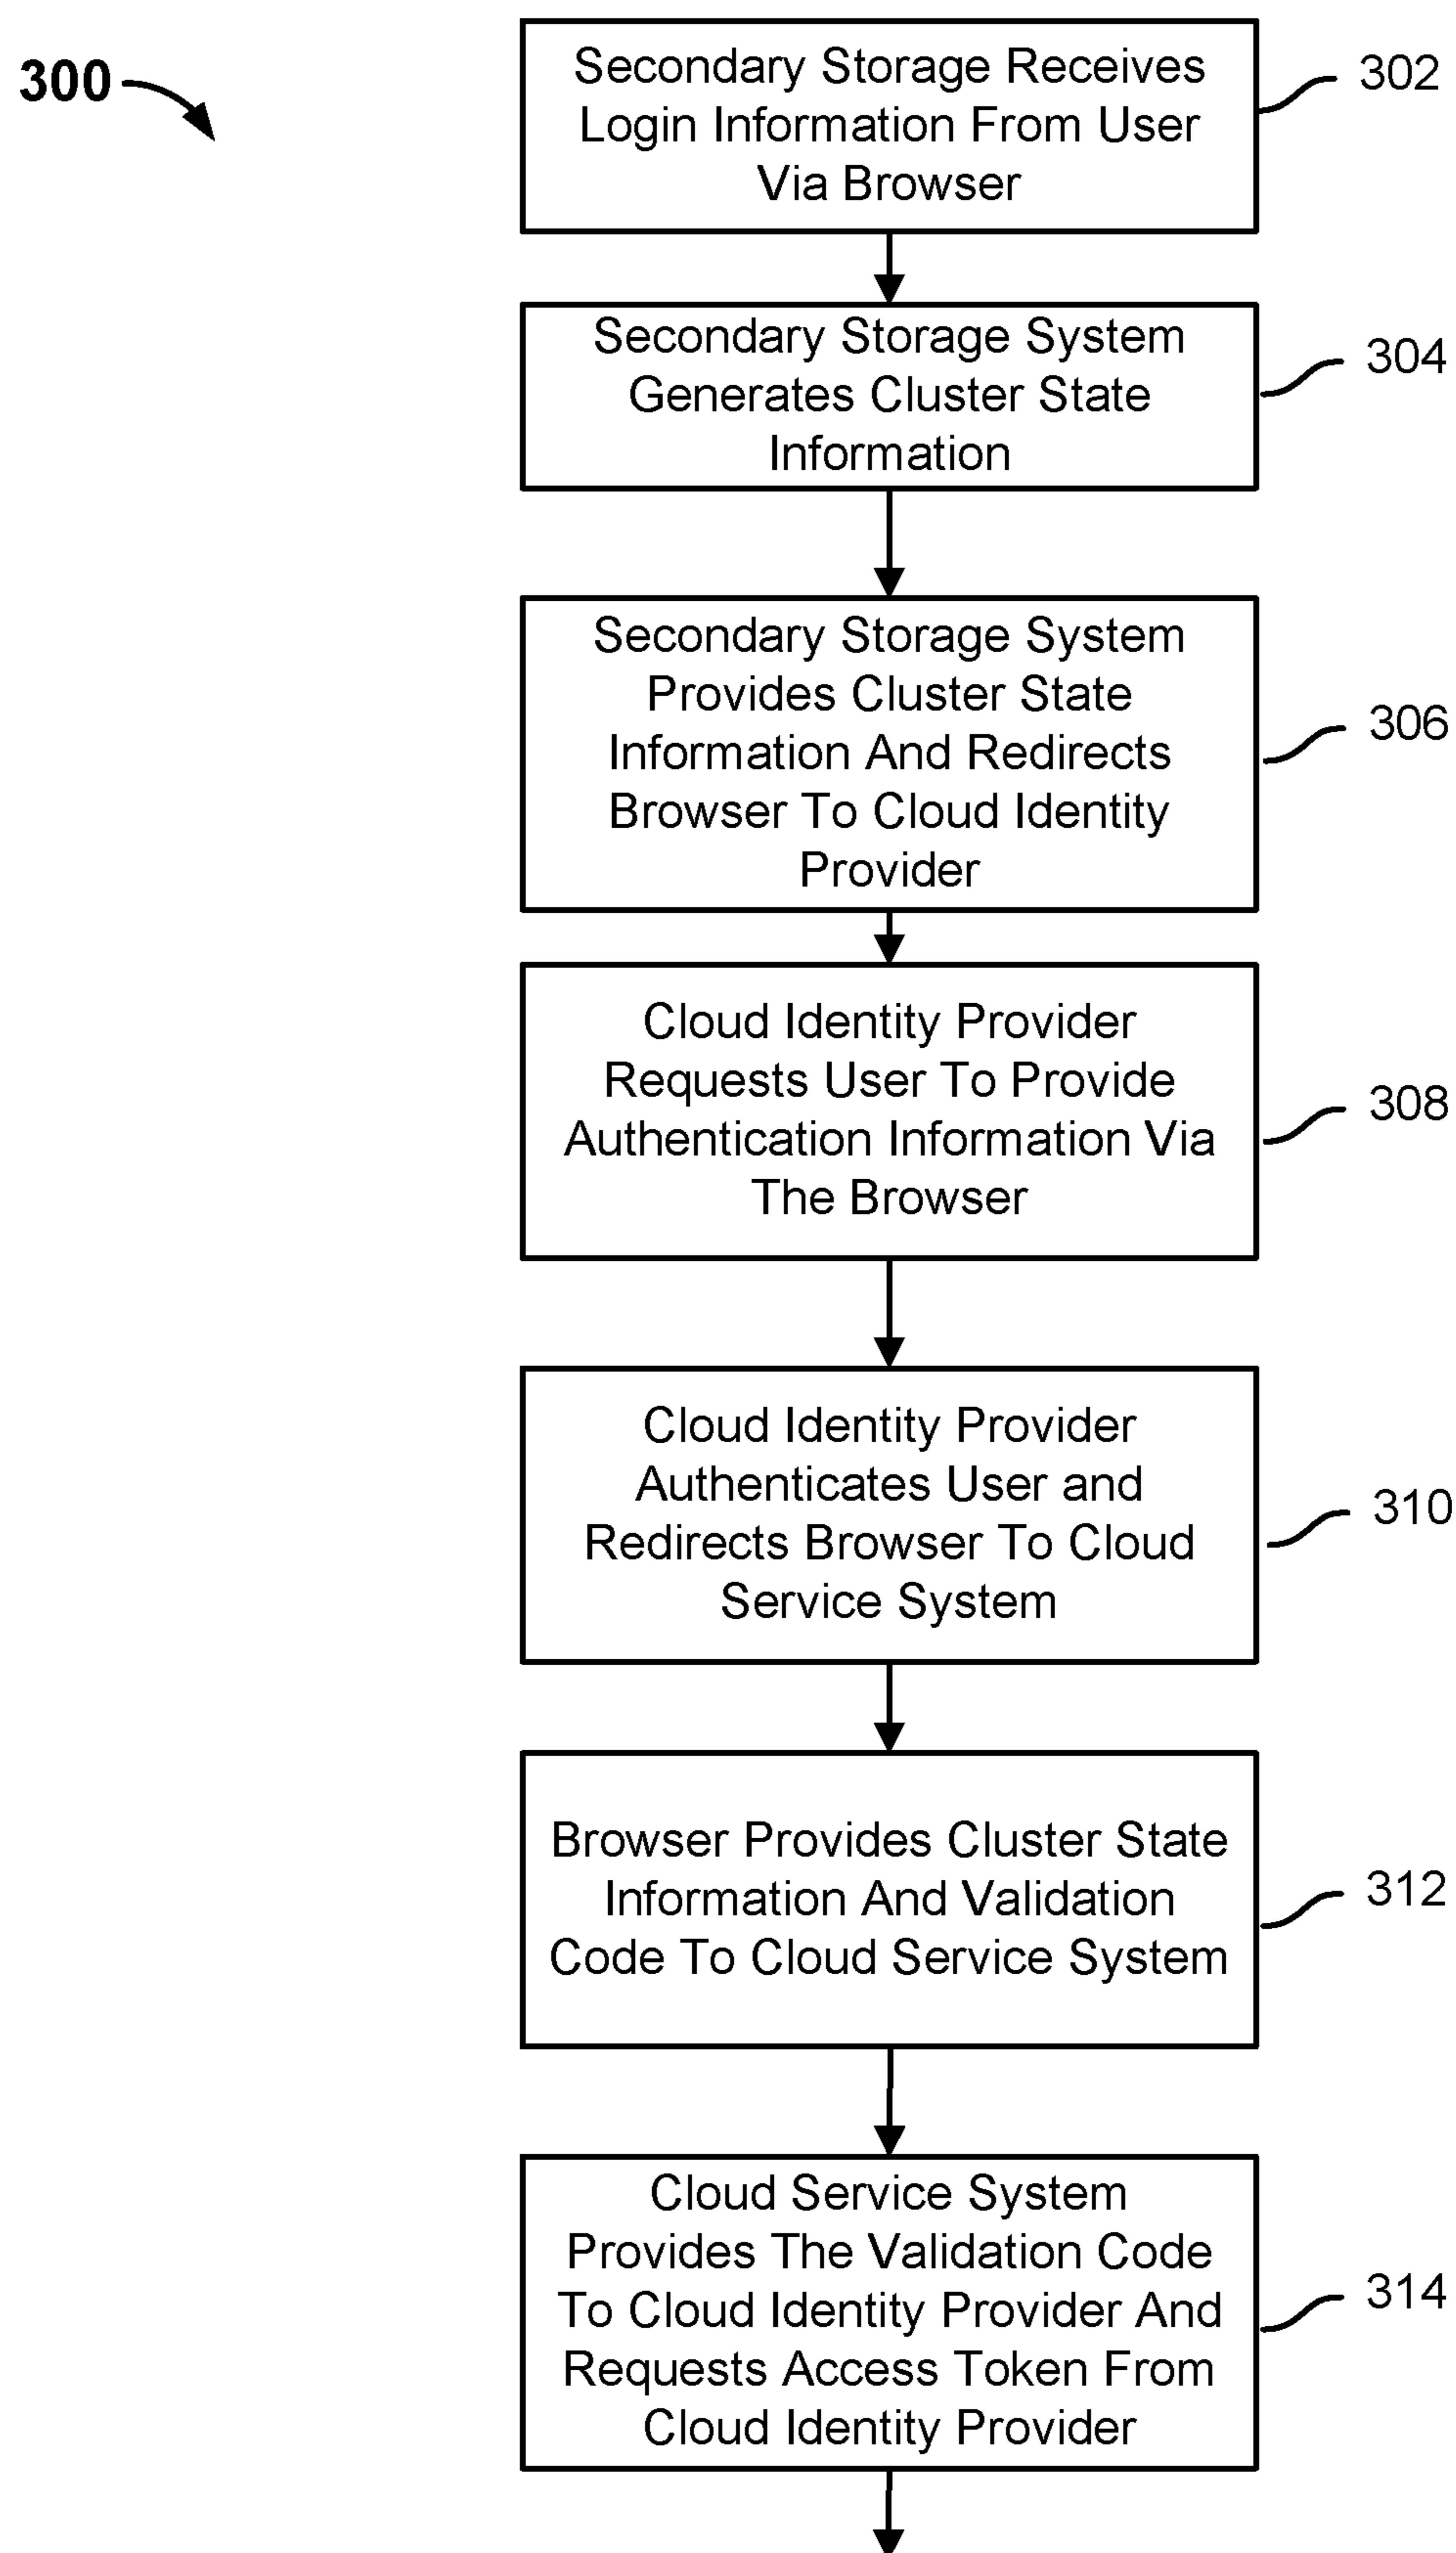 300
Secondary Storage Receives
Login Information From User
Via Browser
302
Secondary Storage System
Generates Cluster State
Information
304
Secondary Storage System
Provides Cluster State
Information And Redirects
Browser To Cloud Identity
Provider
306
Cloud Identity Provider
Requests User To Provide
Authentication Information Via
The Browser
308
Cloud Identity Provider
Authenticates User and
Redirects Browser To Cloud
Service System
310
Browser Provides Cluster State
Information And Validation
Code To Cloud Service System
312
Cloud Service System
Provides The Validation Code
To Cloud Identity Provider And
Requests Access Token From
Cloud Identity Provider
314